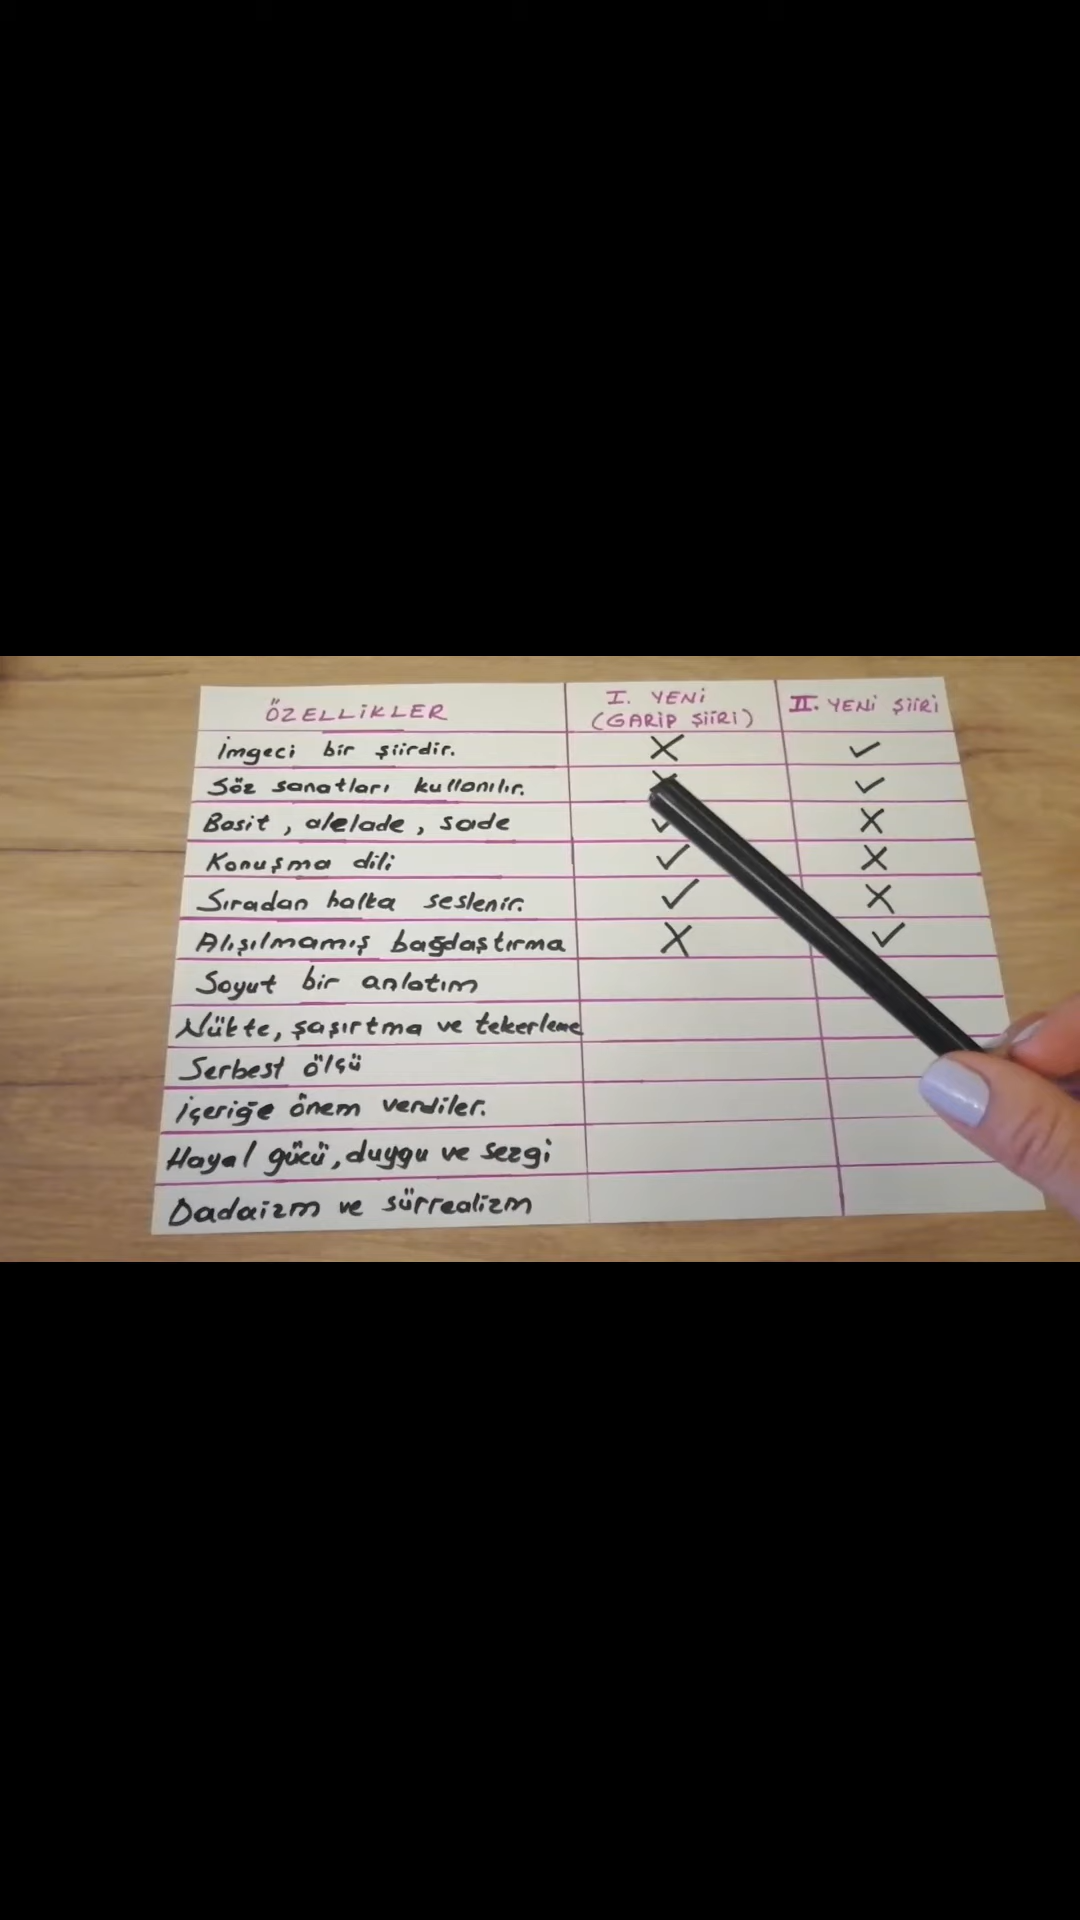 ÖZELLİKLER
I. YENİ
(GARİP ŞİİRİ)
II. YENİ ŞİİRİ
İmgeci bir şiirdir.
Söz sanatları kullanılır.
Basit, alelade, sade
Konuşma dili
Sıradan halka seslenir.
Alışılmamış bağdaştırma
Soyut bir anlatım
Nükte, şaşırtma ve tekerleme
Serbest ölçü
İçeriğe önem verdiler.
Hayal gücü, duygu ve sezgi
Dadaizm ve sürrealizm